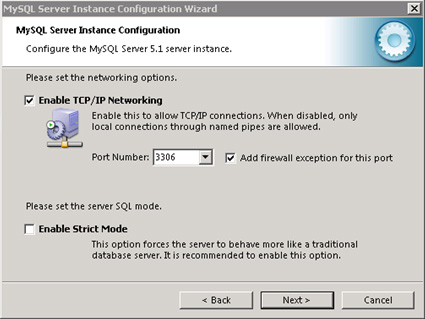 MySQL Server Instance Configuration Wizard
MySQL Server Instance Configuration
Configure the MySQL Server 5.1 server instance.
Please set the networking options.
Enable TCP/IP Networking
Enable this to allow TCP/IP connections. When disabled, only
local connections through named pipes are allowed.
Port Number: 3306 Add firewall exception for this port
Please set the server SQL mode.
Enable Strict Mode
This option forces the server to behave more like a traditional
database server. It is recommended to enable this option.
< Back Next > Cancel